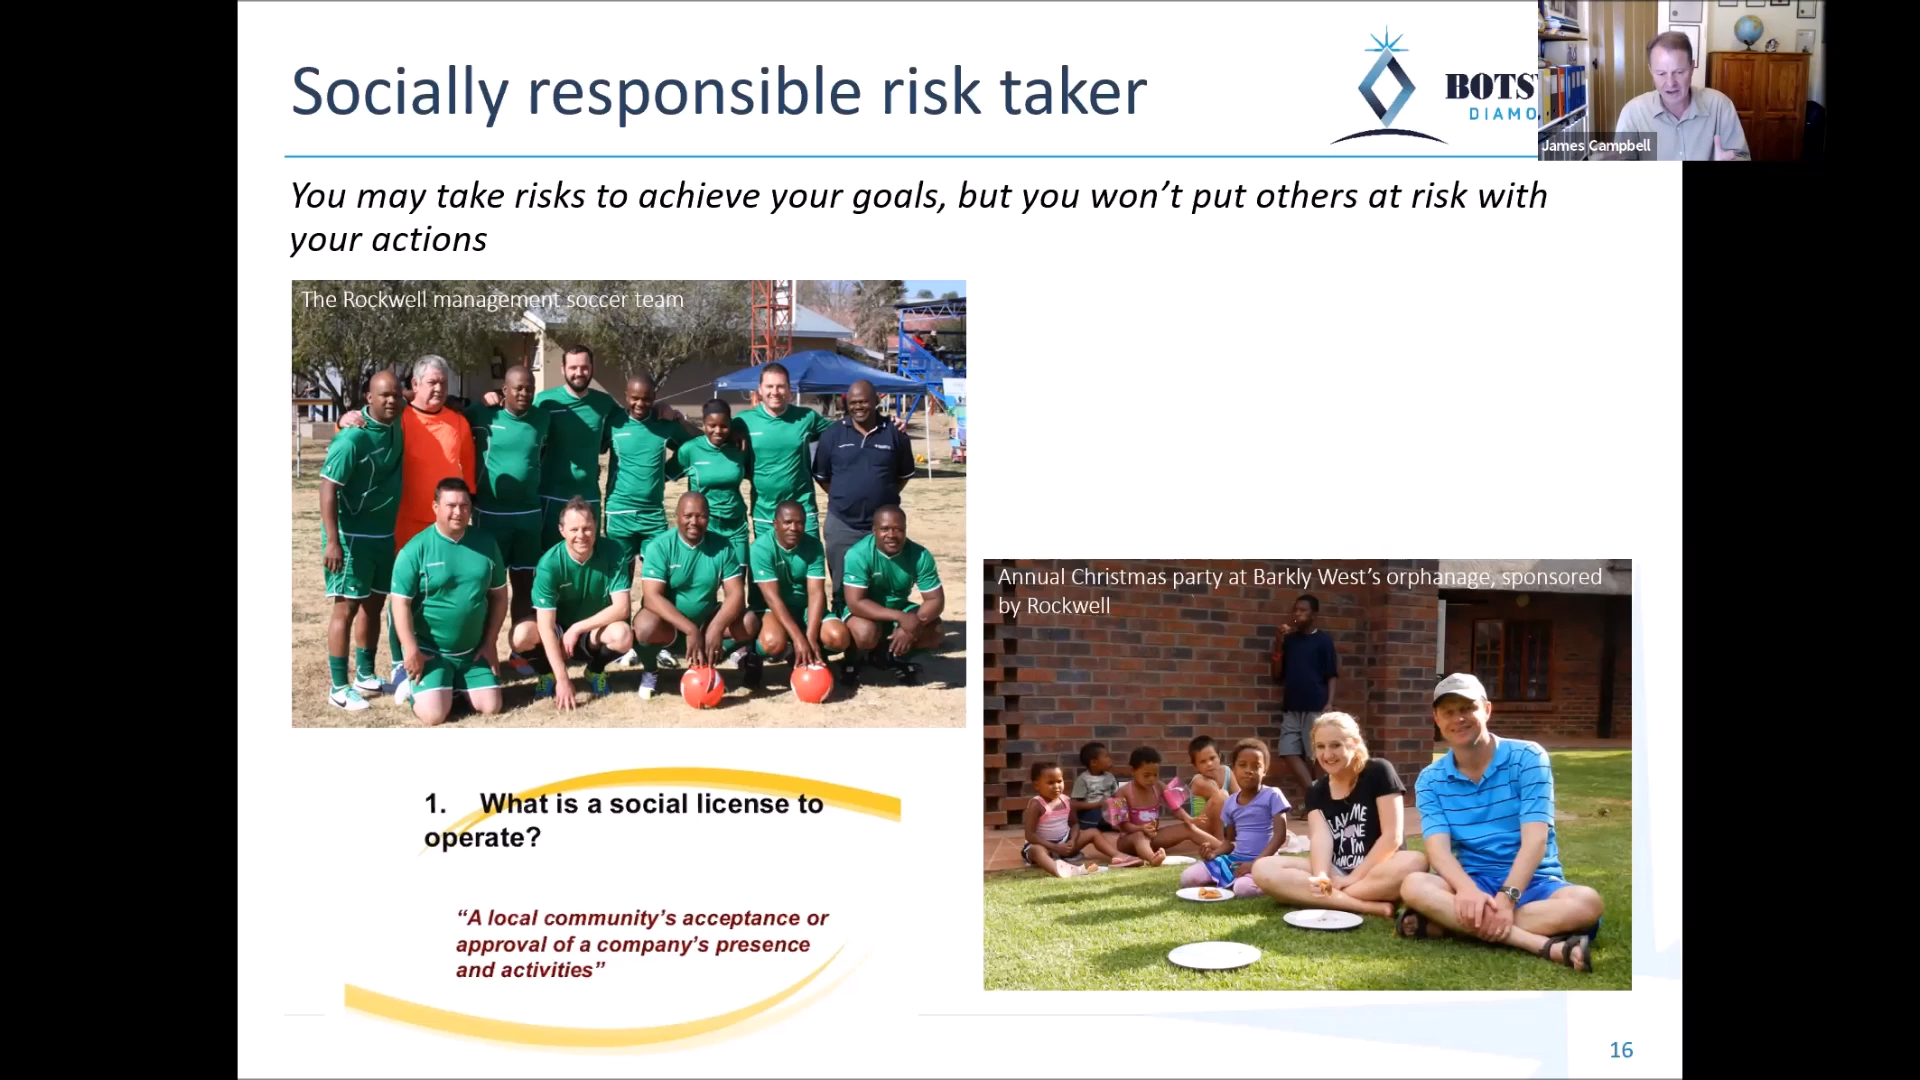 Socially responsible risk taker
BOTS
DIAMO
James Campbell
You may take risks to achieve your goals, but you won’t put others at risk with
your actions
The Rockwell management soccer team
Annual Christmas party at Barkly West’s orphanage, sponsored
by Rockwell
1. What is a social license to
operate?
“A local community’s acceptance or
approval of a company’s presence
and activities”
16